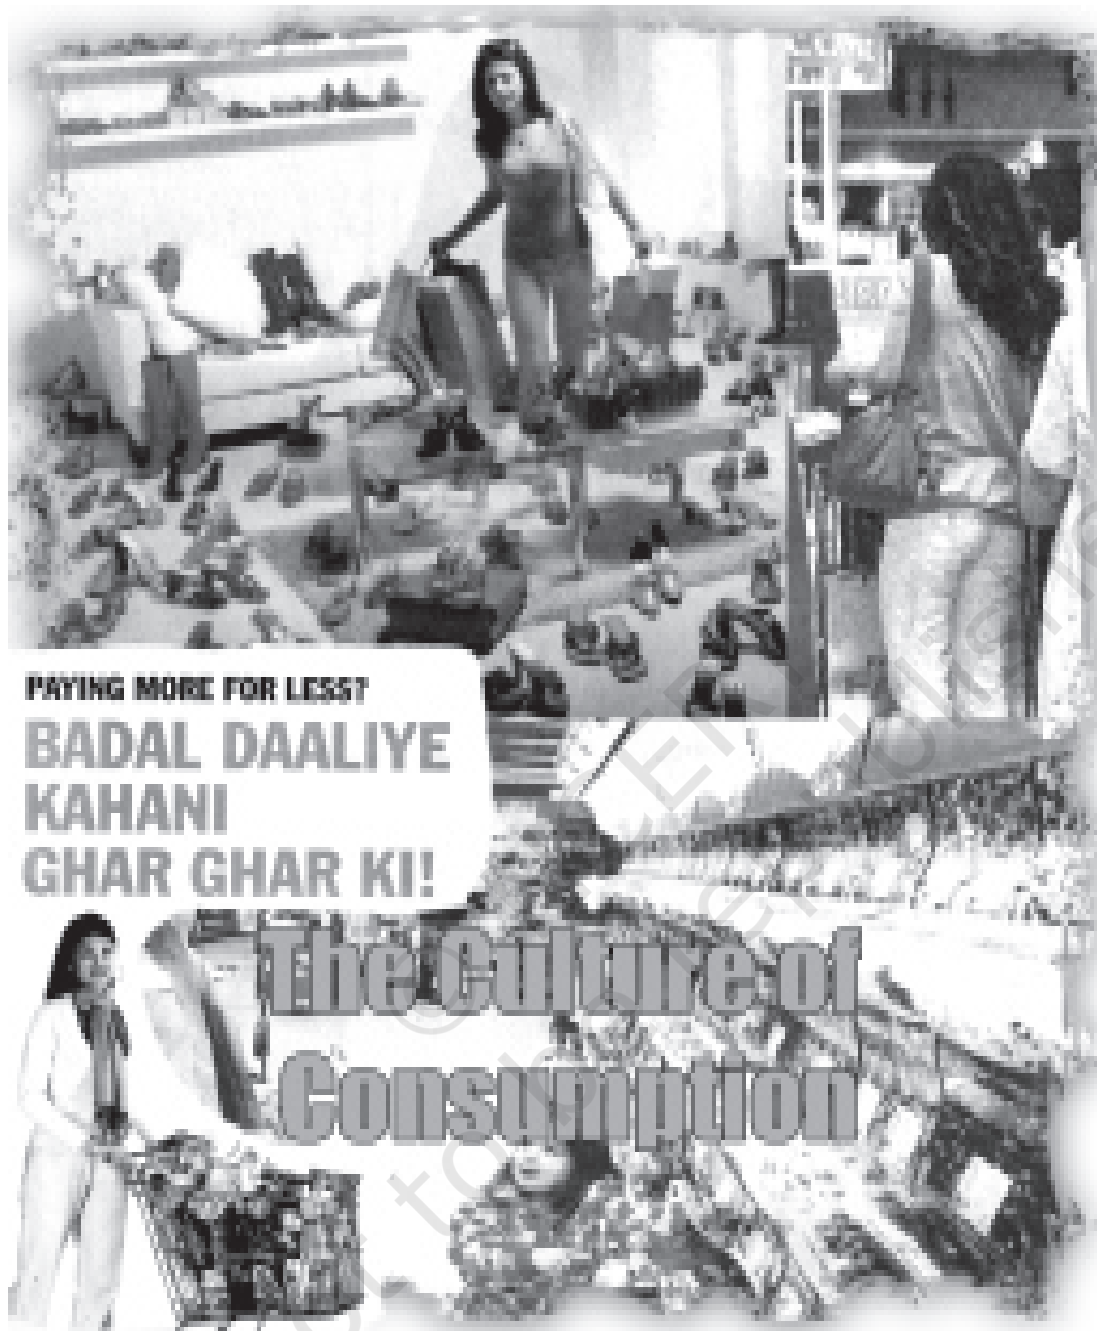 PAYING MORE FOR LESS?
BADAL DAALIYE
KAHANI
GHAR GHAR KI!
The Culture of
Consumption